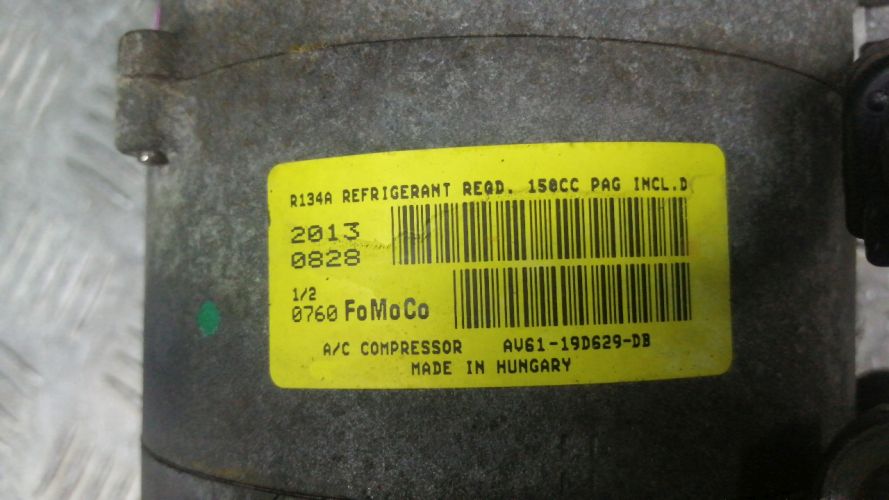 R134A REFRIGERANT REQD. 150CC PAG INCL.D
2013
0828
1/2
0760 FoMoCo
A/C COMPRESSOR AV61-19D629-DB
MADE IN HUNGARY